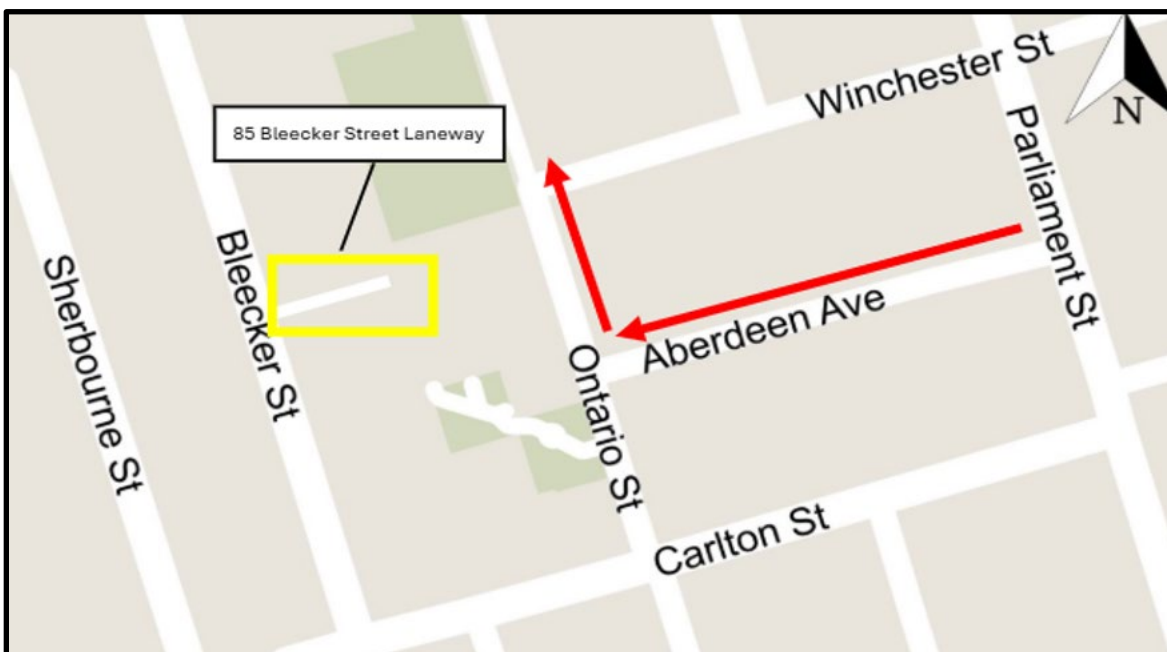 Winchester St
N
85 Bleecker Street Laneway
Parliament St
Bleecker St
Sherbourne St
Aberdeen Ave
Ontario St
Carlton St